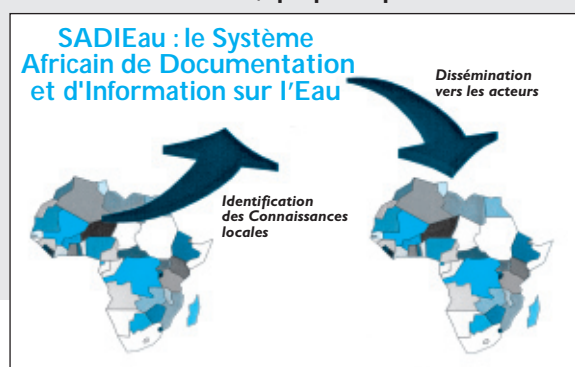 SADIEau : le Système
Africain de Documentation
et d'Information sur l'Eau
Dissémination
vers les acteurs
Identification
des Connaissances
locales